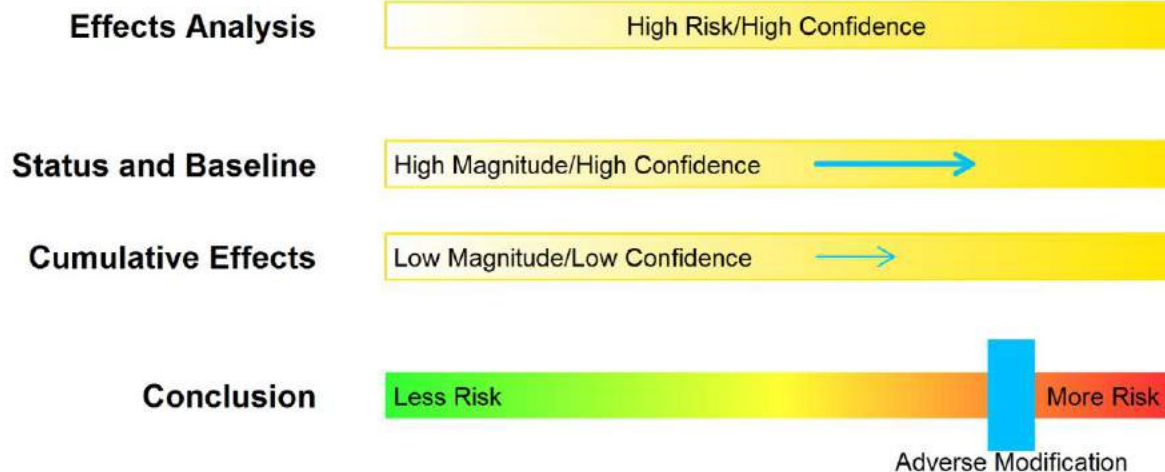 Effects Analysis High Risk/High Confidence
Status and Baseline High Magnitude/High Confidence
Cumulative Effects Low Magnitude/Low Confidence
Conclusion Less Risk More Risk
Adverse Modification